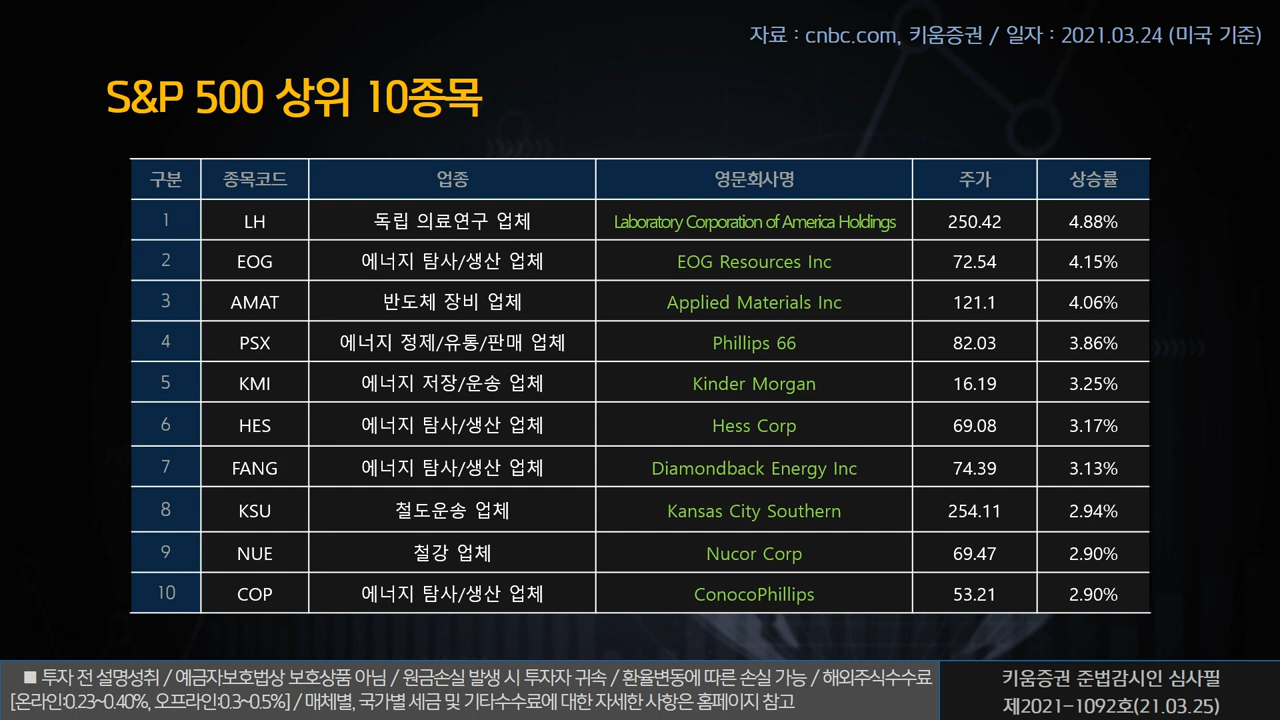 자료 : cnbc.com, 키움증권 / 일자 : 2021.03.24 (미국 기준)
S&P 500 상위 10종목
구분 종목코드 업종 영문회사명 주가 상승률
1 LH 독립 의료연구 업체 Laboratory Corporation of America Holdings 250.42 4.88%
2 EOG 에너지 탐사/생산 업체 EOG Resources Inc 72.54 4.15%
3 AMAT 반도체 장비 업체 Applied Materials Inc 121.1 4.06%
4 PSX 에너지 정제/유통/판매 업체 Phillips 66 82.03 3.86%
5 KMI 에너지 저장/운송 업체 Kinder Morgan 16.19 3.25%
6 HES 에너지 탐사/생산 업체 Hess Corp 69.08 3.17%
7 FANG 에너지 탐사/생산 업체 Diamondback Energy Inc 74.39 3.13%
8 KSU 철도운송 업체 Kansas City Southern 254.11 2.94%
9 NUE 철강 업체 Nucor Corp 69.47 2.90%
10 COP 에너지 탐사/생산 업체 ConocoPhillips 53.21 2.90%
■ 투자 전 설명성취 / 예금자보호법상 보호상품 아님 / 원금손실 발생 시 투자자 귀속 / 환율변동에 따른 손실 가능 / 해외주식수수료
[온라인:0.23~0.40%, 오프라인:0.3~0.5%] / 매체별, 국가별 세금 및 기타수수료에 대한 자세한 사항은 홈페이지 참고
키움증권 준법감시인 심사필
제2021-1092호(21.03.25)